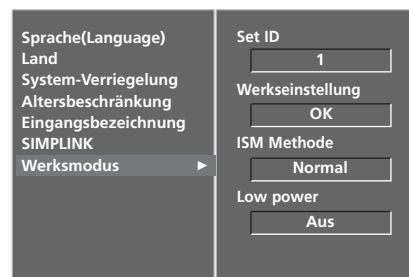 Sprache(Language)
Land
System-Verriegelung
Altersbeschränkung
Eingangsbezeichnung
SIMPLINK
Werksmodus ►
Set ID
1
Werkseinstellung
OK
ISM Methode
Normal
Low power
Aus